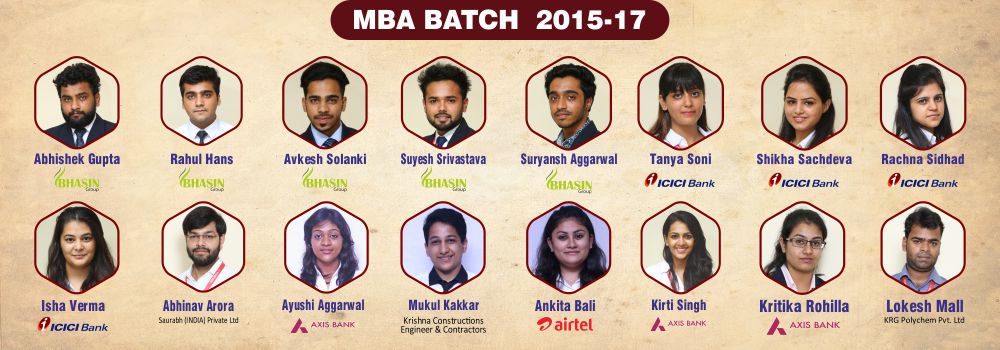 MBA BATCH 2015-17
Abhishek Gupta
BHASIN
Group
Rahul Hans
BHASIN
Group
Avkesh Solanki
BHASIN
Group
Suyesh Srivastava
BHASIN
Group
Suryansh Aggarwal
BHASIN
Group
Tanya Soni
ICICI Bank
Shikha Sachdeva
ICICI Bank
Rachna Sidhad
ICICI Bank
Isha Verma
ICICI Bank
Abhinav Arora
Saurabh (INDIA) Private Ltd
Ayushi Aggarwal
AXIS BANK
Mukul Kakkar
Krishna Constructions
Engineer & Contractors
Ankita Bali
airtel
Kirti Singh
AXIS BANK
Kritika Rohilla
AXIS BANK
Lokesh Mall
KRG Polychem Pvt. Ltd